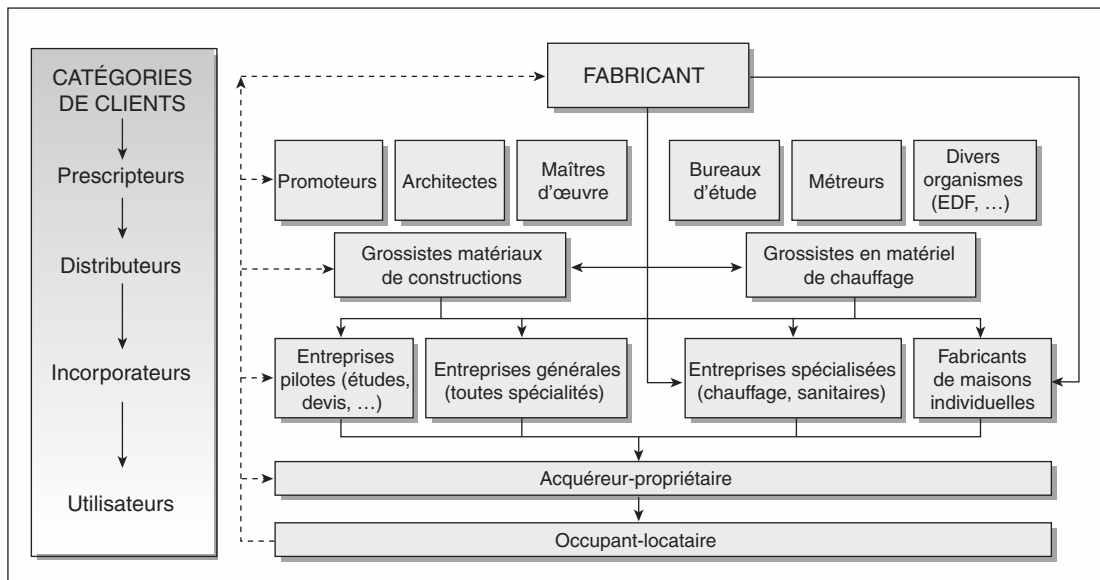 CATÉGORIES
DE CLIENTS
Prescripteurs
Distributeurs
Incorporateurs
Utilisateurs
FABRICANT
Promoteurs
Architectes
Maîtres
d'œuvre
Bureaux
d'étude
Métreurs
Divers
organismes
(EDF, …)
Grossistes matériaux
de constructions
Grossistes en matériel
de chauffage
Entreprises
pilotes (études,
devis, …)
Entreprises générales
(toutes spécialités)
Entreprises spécialisées
(chauffage, sanitaires)
Fabricants
de maisons
individuelles
Acquéreur-propriétaire
Occupant-locataire